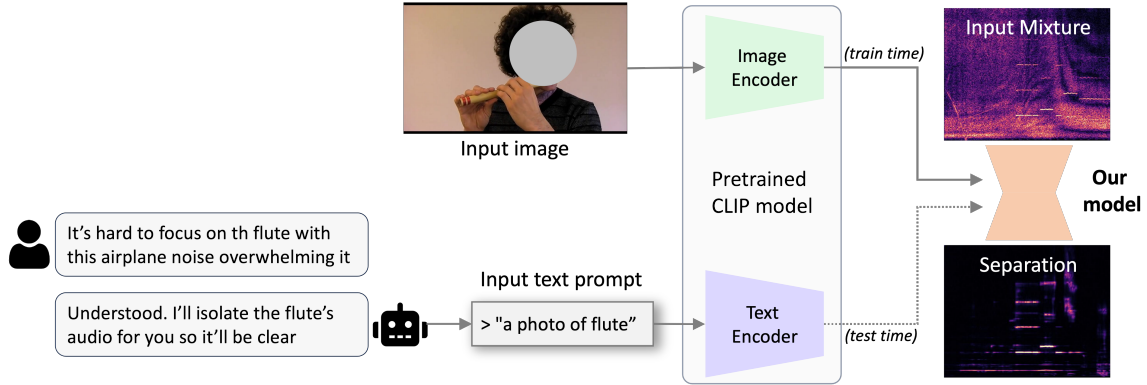 Input image
Image
Encoder
(train time)
Input Mixture
Pretrained
CLIP model
Our
model
It's hard to focus on th flute with
this airplane noise overwhelming it
Understood. I'll isolate the flute's
audio for you so it'll be clear
Input text prompt
> "a photo of flute”
Text
Encoder
(test time)
Separation